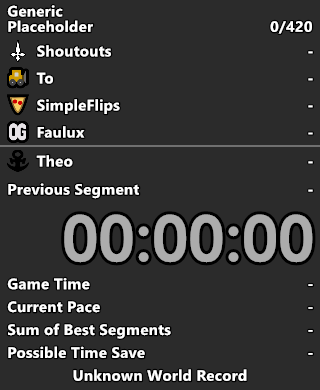 Generic
Placeholder 0/420
Shoutouts -
To -
SimpleFlips -
OG Faulux -
Theo -
Previous Segment -
00:00:00
Game Time -
Current Pace -
Sum of Best Segments -
Possible Time Save -
Unknown World Record